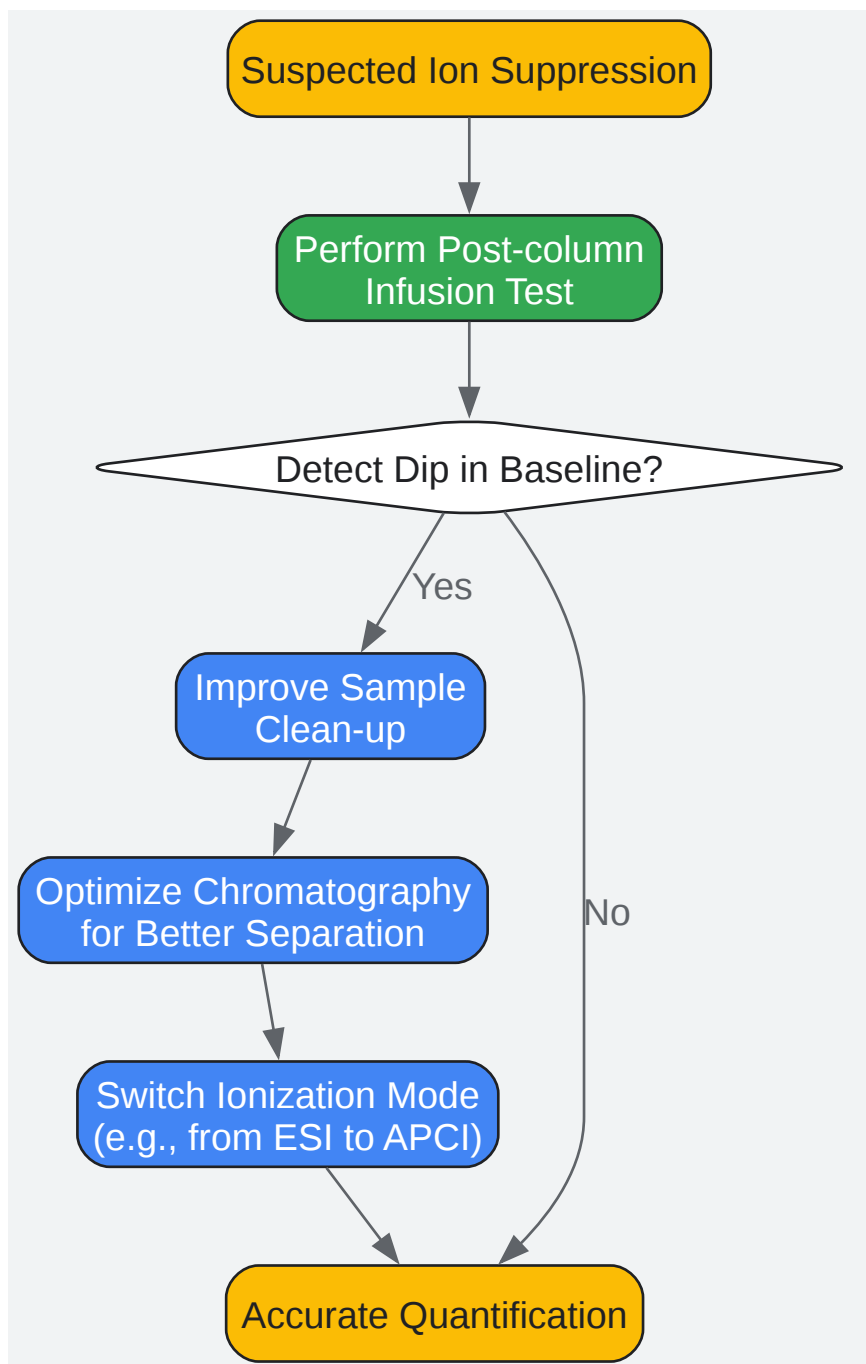 Suspected Ion Suppression
Perform Post-column
Infusion Test
Detect Dip in Baseline?
Yes
Improve Sample
Clean-up
Optimize Chromatography
for Better Separation
No
Switch Ionization Mode
(e.g., from ESI to APCI)
Accurate Quantification